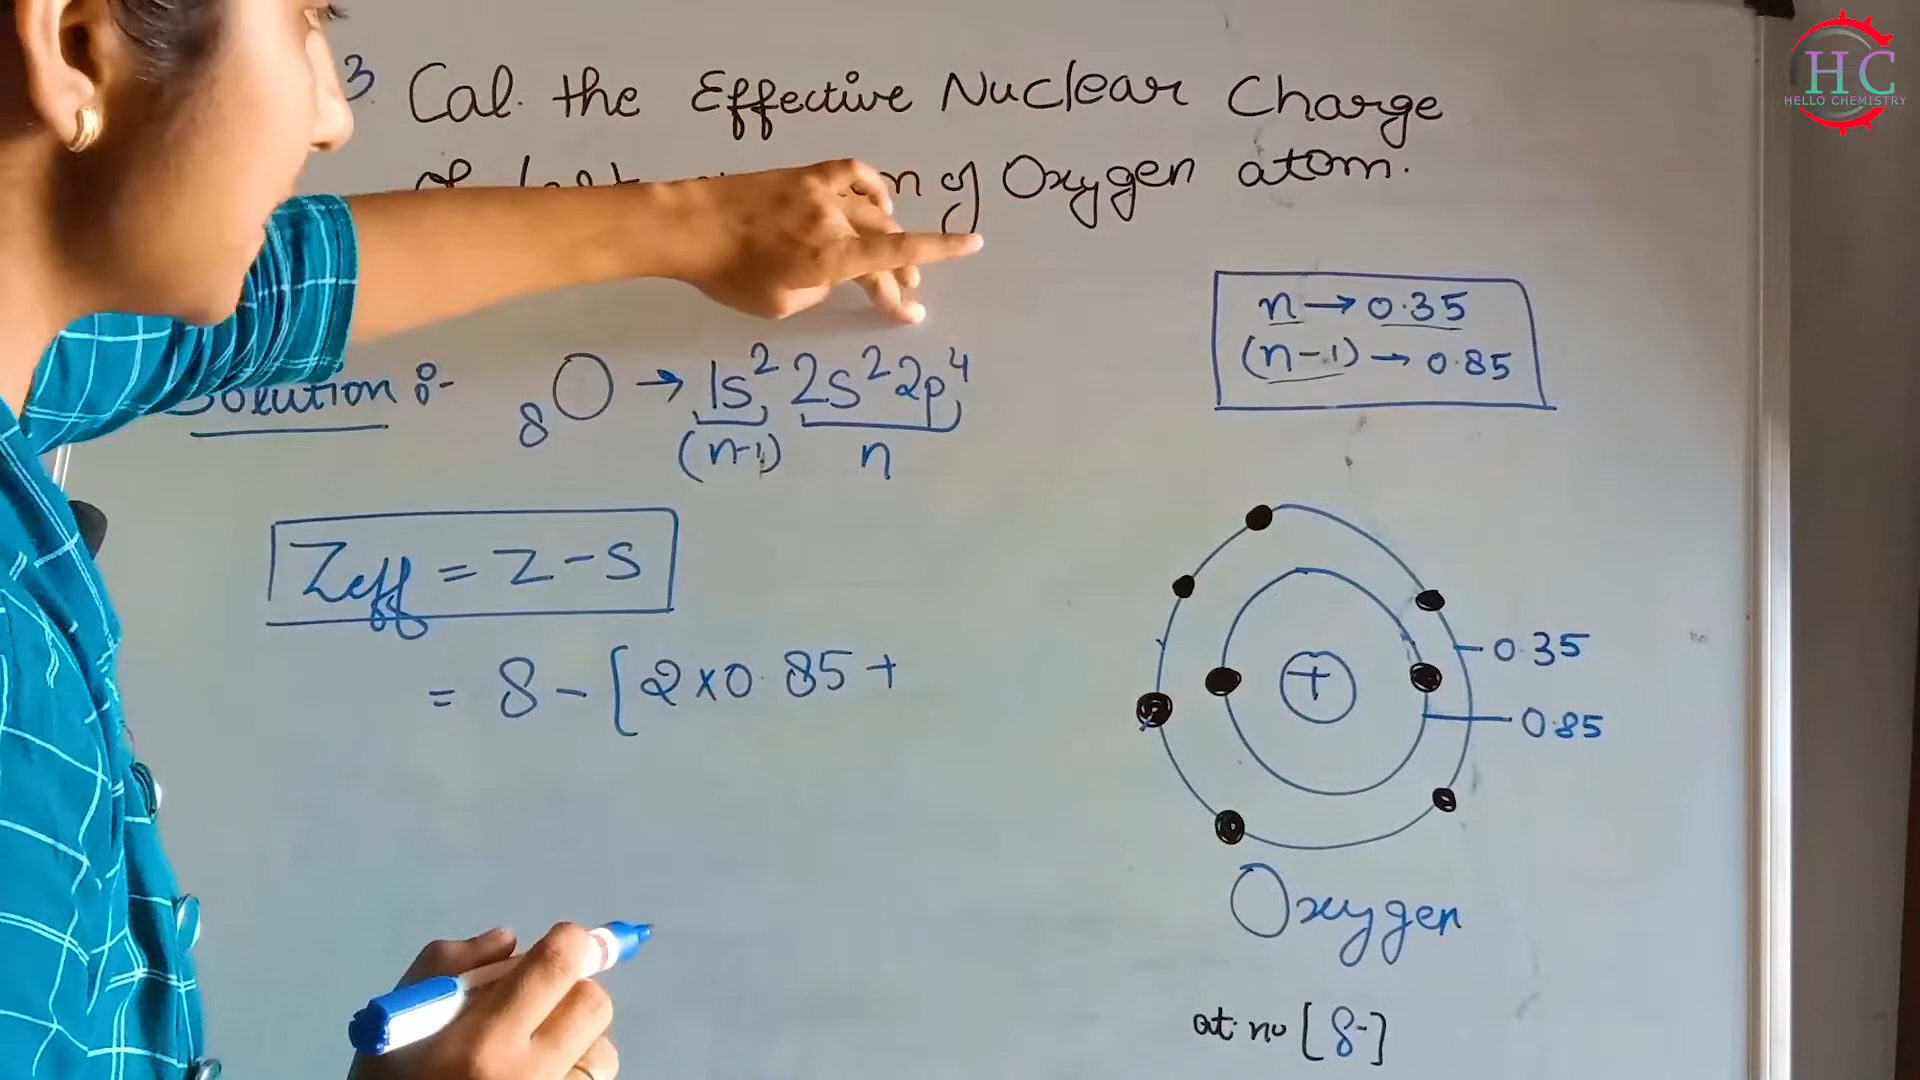 3. Cal. the Effective Nuclear Charge
of Oxygen atom.
n → 0.35
(n-1) → 0.85
Solution :-
8O → 1s² 2s² 2p⁴
(n-1) n
Zeff = Z - S
= 8 - [2×0.85 +
0.35
0.85
Oxygen
at. no [8-]
HC
HELLO CHEMISTRY